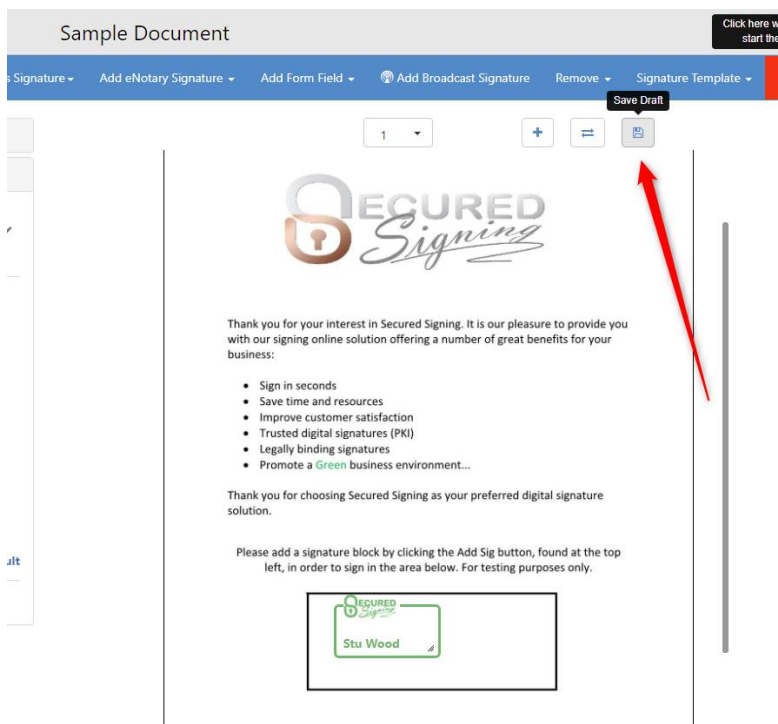 Sample Document
Click here w
start the
s Signature
Add eNotary Signature
Add Form Field
Add Broadcast Signature
Remove
Signature Template
Save Draft
1
SECURED
Signing
Thank you for your interest in Secured Signing. It is our pleasure to provide you
with our signing online solution offering a number of great benefits for your
business:
• Sign in seconds
• Save time and resources
• Improve customer satisfaction
• Trusted digital signatures (PKI)
• Legally binding signatures
• Promote a Green business environment...
Thank you for choosing Secured Signing as your preferred digital signature
solution.
ult
Please add a signature block by clicking the Add Sig button, found at the top
left, in order to sign in the area below. For testing purposes only.
SECURED
Signing
Stu Wood